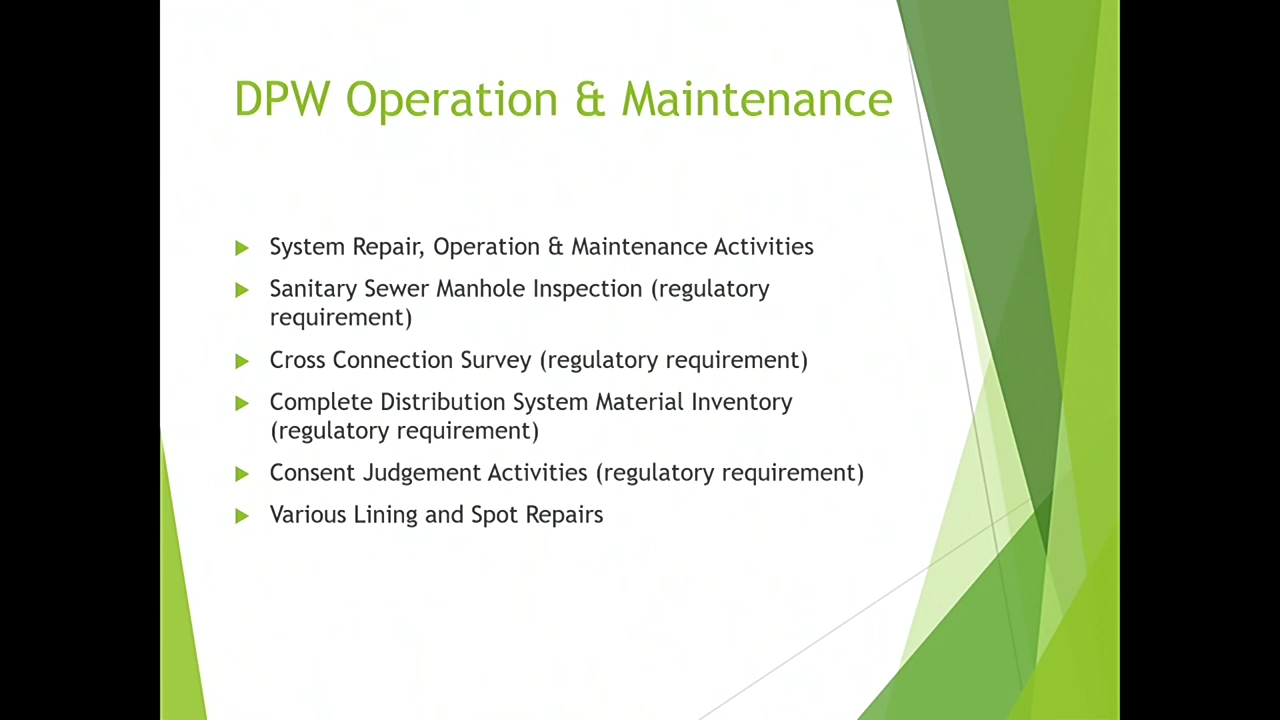 DPW Operation & Maintenance
System Repair, Operation & Maintenance Activities
Sanitary Sewer Manhole Inspection (regulatory
requirement)
Cross Connection Survey (regulatory requirement)
Complete Distribution System Material Inventory
(regulatory requirement)
Consent Judgement Activities (regulatory requirement)
Various Lining and Spot Repairs